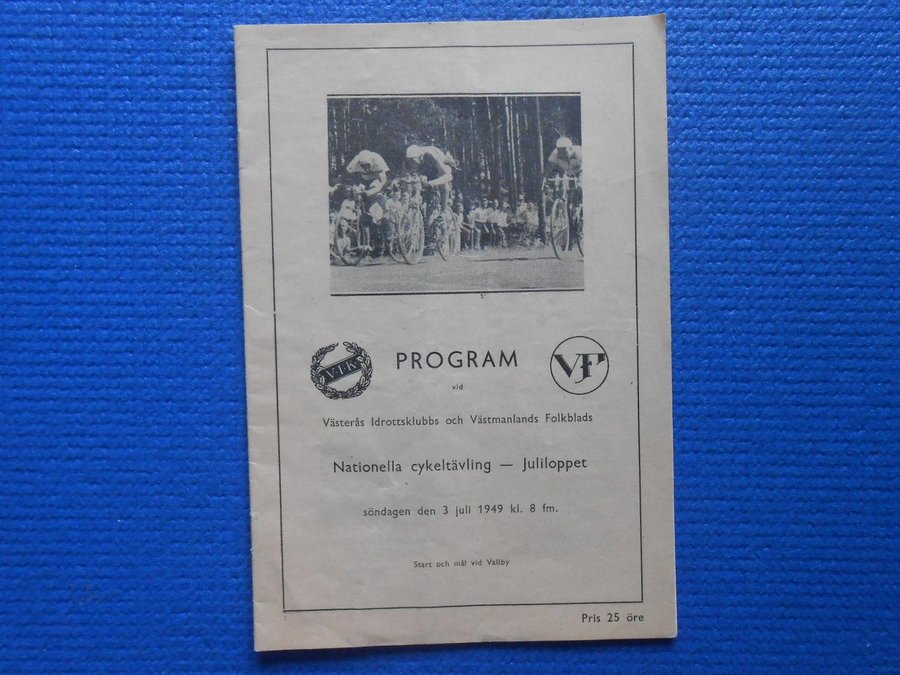 V·I·K
PROGRAM
VF
vid
Västerås Idrottsklubbs och Västmanlands Folkblads
Nationella cykeltävling — Juliloppet
söndagen den 3 juli 1949 kl. 8 fm.
Start och mål vid Vallby
Pris 25 öre